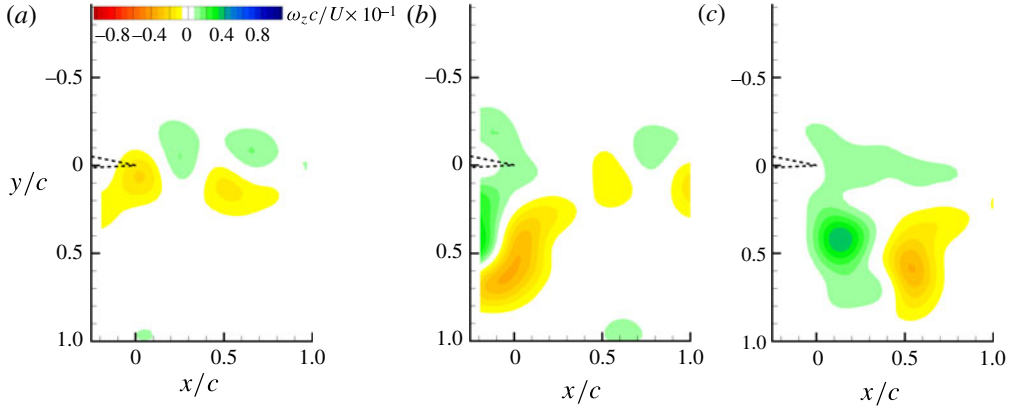 (a) ω_z c/U × 10⁻¹ (b) (c)
−0.8 −0.4 0 0.4 0.8
−0.5 −0.5 −0.5
0 0 0
y/c
0.5 0.5 0.5
1.0 1.0 1.0
0 0.5 1.0 0 0.5 1.0 0 0.5 1.0
x/c x/c x/c